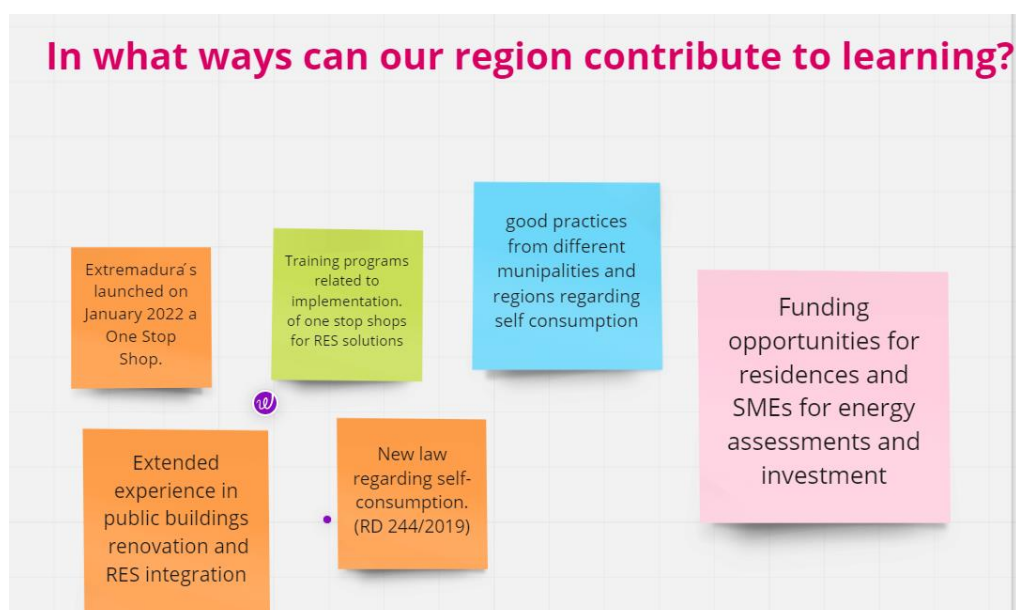 In what ways can our region contribute to learning?
Extremadura´s
launched on
January 2022 a
One Stop
Shop.
Training programs
related to
implementation.
of one stop shops
for RES solutions
good practices
from different
munipalities and
regions regarding
self consumption
Funding
opportunities for
residences and
SMEs for energy
assessments and
investment
Extended
experience in
public buildings
renovation and
RES integration
New law
regarding self-
consumption.
(RD 244/2019)